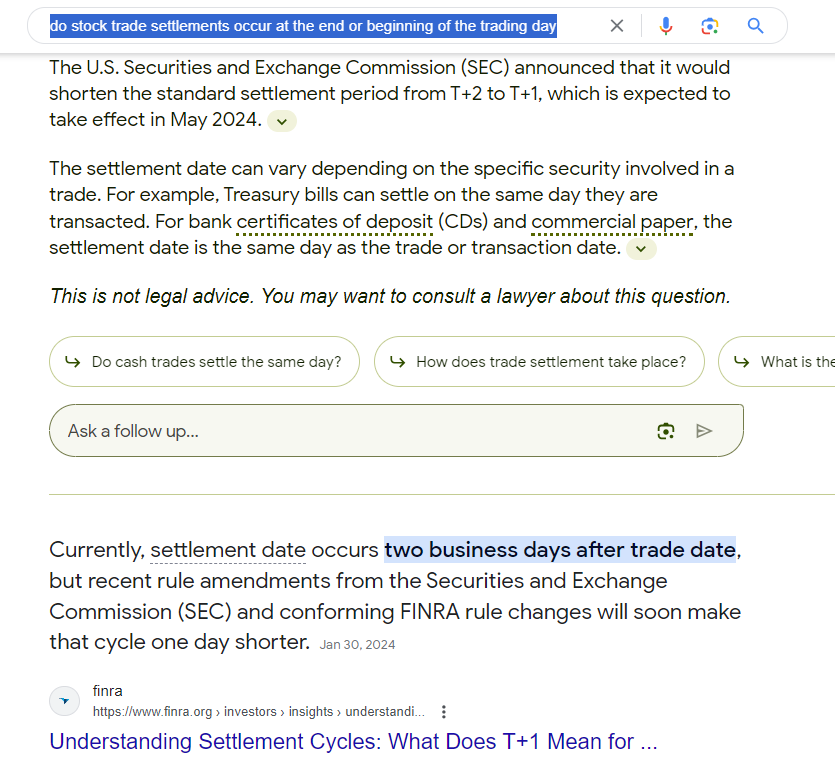 do stock trade settlements occur at the end or beginning of the trading day
The U.S. Securities and Exchange Commission (SEC) announced that it would
shorten the standard settlement period from T+2 to T+1, which is expected to
take effect in May 2024.
The settlement date can vary depending on the specific security involved in a
trade. For example, Treasury bills can settle on the same day they are
transacted. For bank certificates of deposit (CDs) and commercial paper, the
settlement date is the same day as the trade or transaction date.
This is not legal advice. You may want to consult a lawyer about this question.
Do cash trades settle the same day?
How does trade settlement take place?
What is the
Ask a follow up...
Currently, settlement date occurs two business days after trade date,
but recent rule amendments from the Securities and Exchange
Commission (SEC) and conforming FINRA rule changes will soon make
that cycle one day shorter. Jan 30, 2024
finra
https://www.finra.org › investors › insights › understandi...
Understanding Settlement Cycles: What Does T+1 Mean for ...